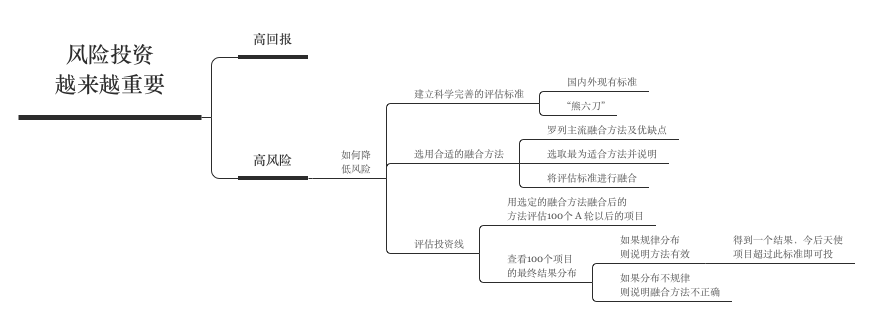 风险投资
越来越重要
高回报
高风险
如何降
低风险
建立科学完善的评估标准
国内外现有标准
“熊六刀”
选用合适的融合方法
罗列主流融合方法及优缺点
选取最为适合方法并说明
将评估标准进行融合
评估投资线
用选定的融合方法融合后的
方法评估100个 A 轮以后的项目
查看100个项目
的最终结果分布
如果规律分布
则说明方法有效
得到一个结果，今后天使
项目超过此标准即可投
如果分布不规律
则说明融合方法不正确